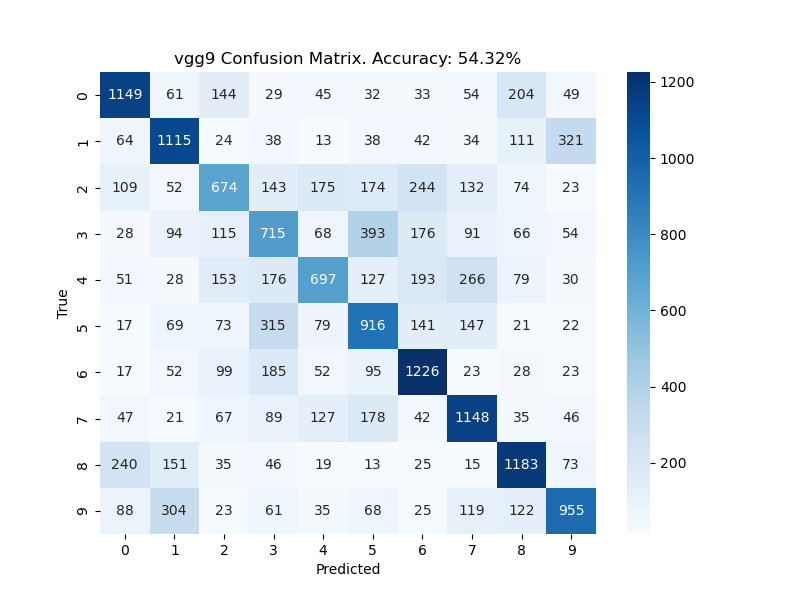 vgg9 Confusion Matrix. Accuracy: 54.32%
0 1149 61 144 29 45 32 33 54 204 49
1 64 1115 24 38 13 38 42 34 111 321
2 109 52 674 143 175 174 244 132 74 23
3 28 94 115 715 68 393 176 91 66 54
4 51 28 153 176 697 127 193 266 79 30
5 17 69 73 315 79 916 141 147 21 22
6 17 52 99 185 52 95 1226 23 28 23
7 47 21 67 89 127 178 42 1148 35 46
8 240 151 35 46 19 13 25 15 1183 73
9 88 304 23 61 35 68 25 119 122 955
0 1 2 3 4 5 6 7 8 9
Predicted
True
1200
1000
800
600
400
200